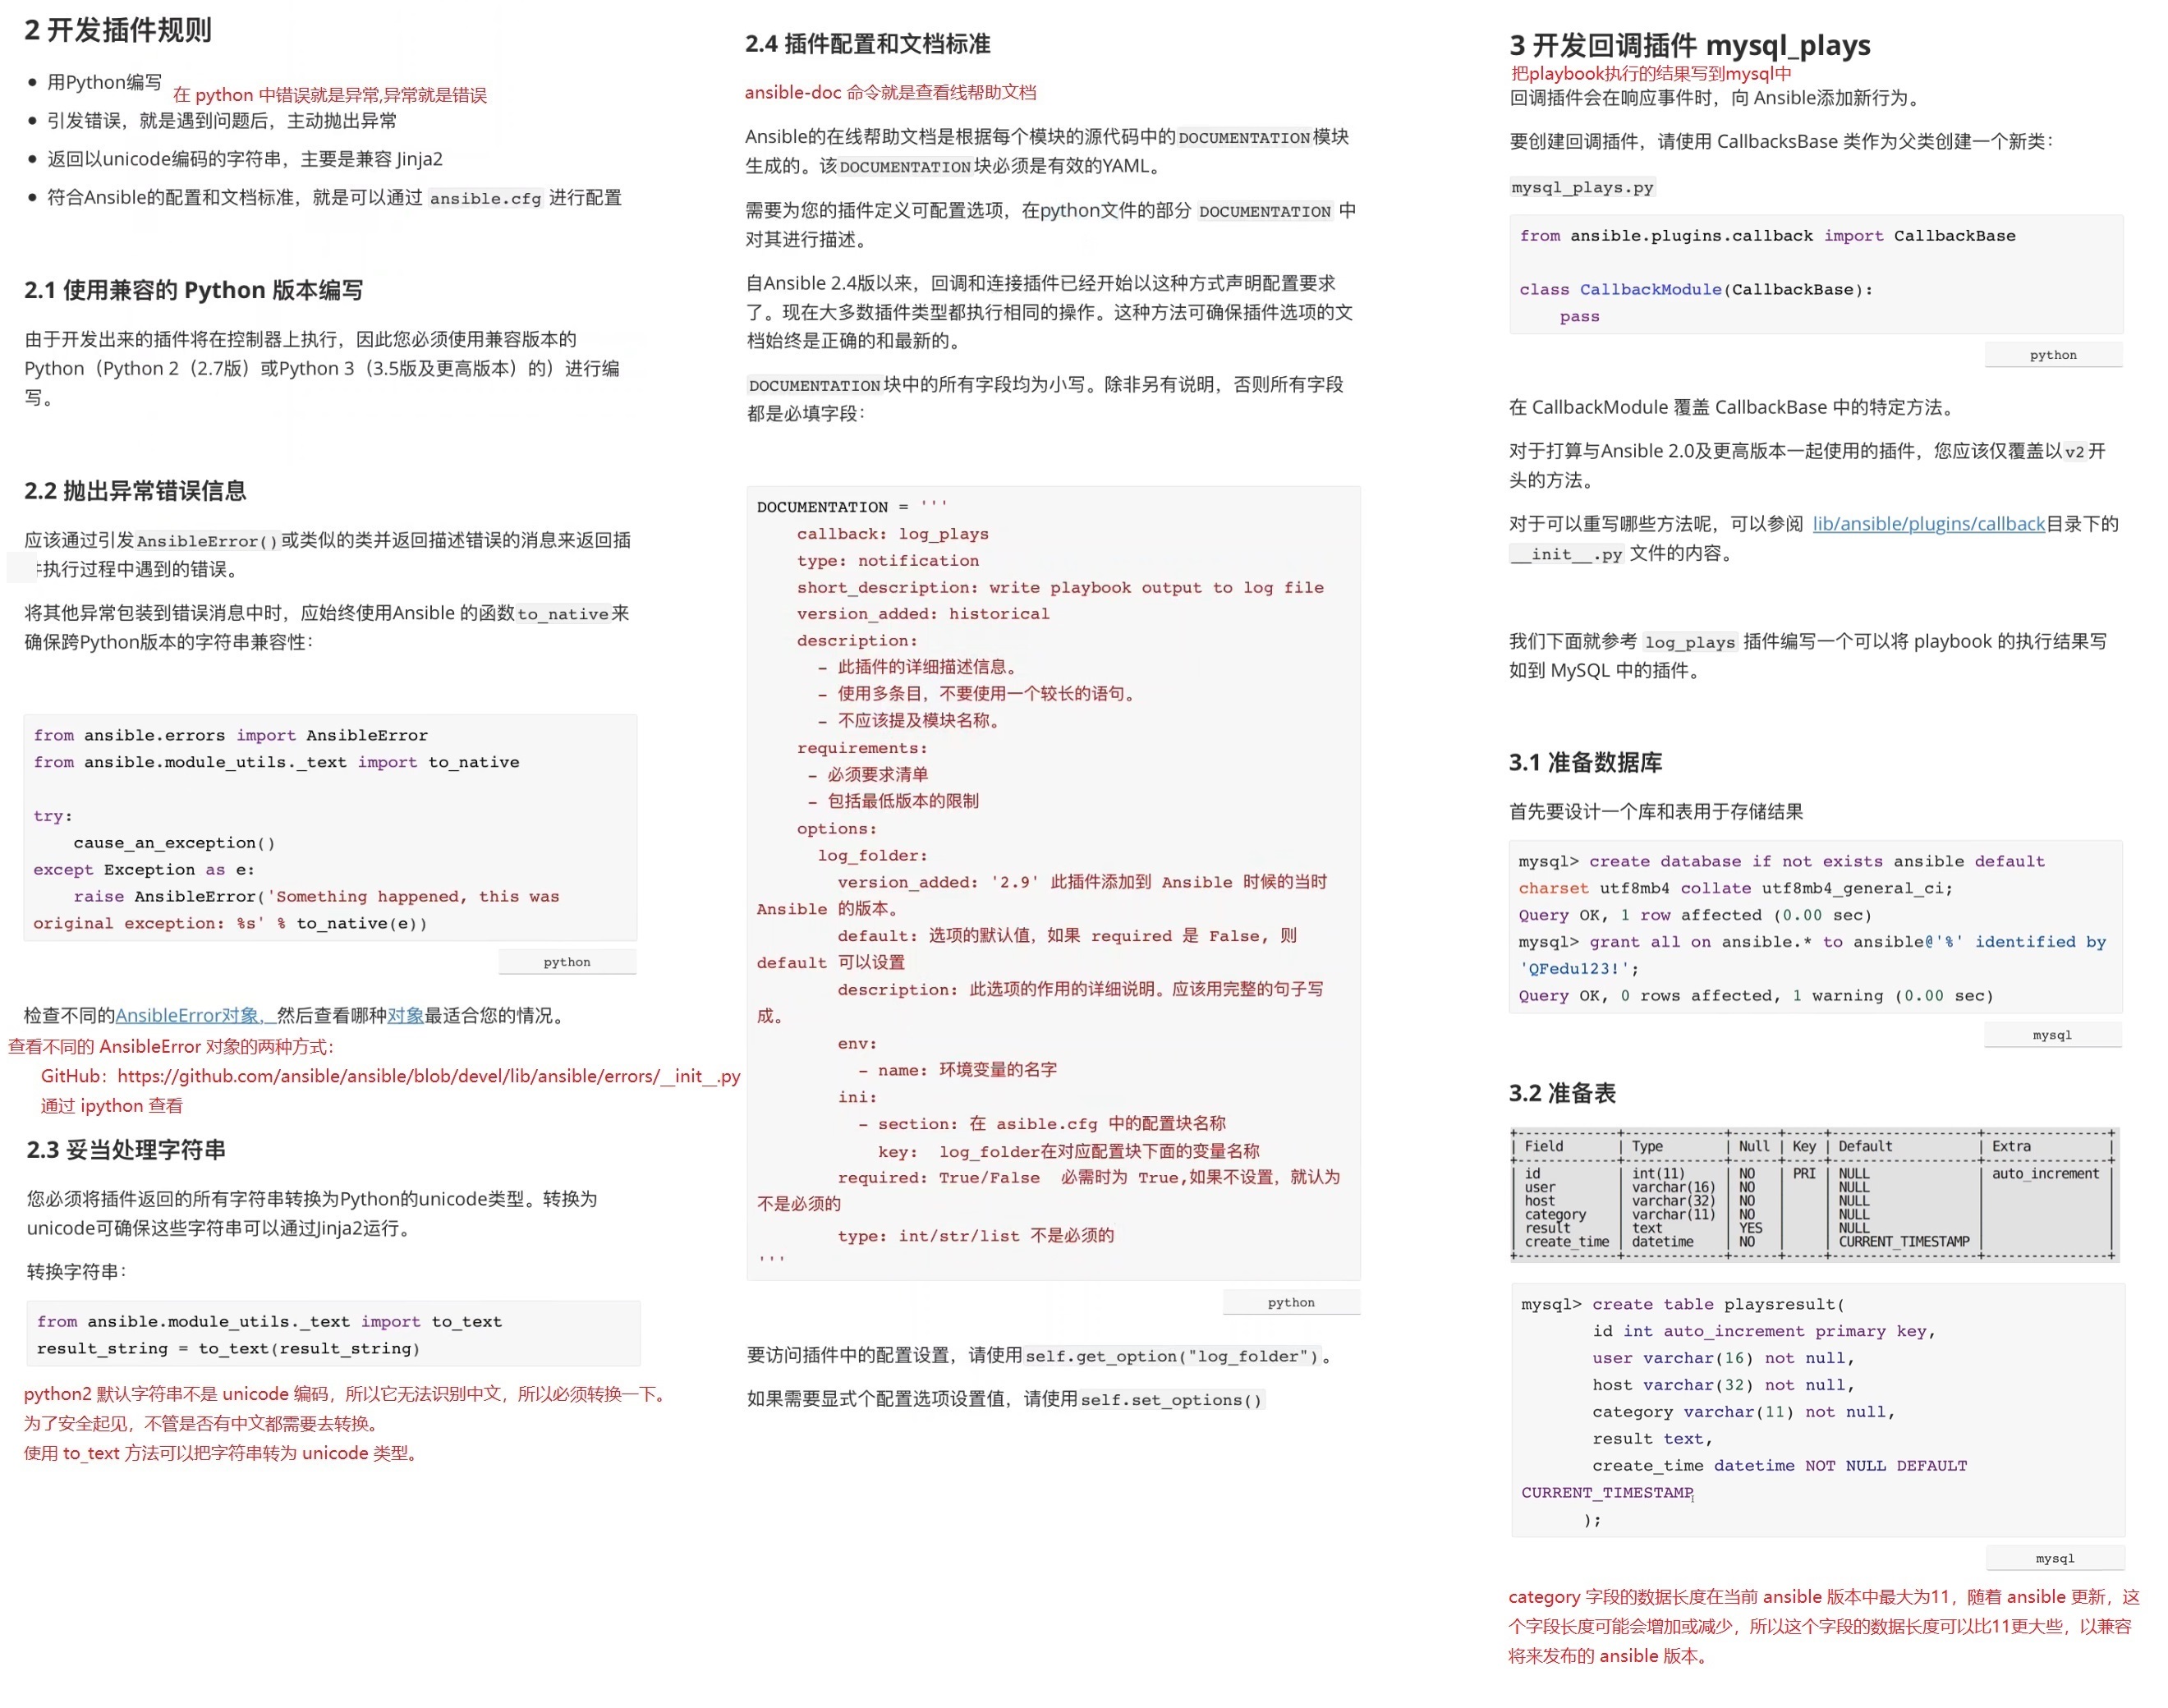 2 开发插件规则
• 用Python编写
在 python 中错误就是异常,异常就是错误
• 引发错误，就是遇到问题后，主动抛出异常
• 返回以unicode编码的字符串，主要是兼容 Jinja2
• 符合Ansible的配置和文档标准，就是可以通过 ansible.cfg 进行配置
2.1 使用兼容的 Python 版本编写
由于开发出来的插件将在控制器上执行，因此您必须使用兼容版本的
Python（Python 2（2.7版）或Python 3（3.5版及更高版本）的）进行编
写。
2.2 抛出异常错误信息
应该通过引发AnsibleError()或类似的类并返回描述错误的消息来返回插
执行过程中遇到的错误。
将其他异常包装到错误消息中时，应始终使用Ansible 的函数to_native来
确保跨Python版本的字符串兼容性：
from ansible.errors import AnsibleError
from ansible.module_utils._text import to_native
try:
    cause_an_exception()
except Exception as e:
    raise AnsibleError('Something happened, this was
original exception: %s' % to_native(e))
python
检查不同的AnsibleError对象，然后查看哪种对象最适合您的情况。
查看不同的 AnsibleError 对象的两种方式：
GitHub：https://github.com/ansible/ansible/blob/devel/lib/ansible/errors/__init__.py
通过 ipython 查看
2.3 妥当处理字符串
您必须将插件返回的所有字符串转换为Python的unicode类型。转换为
unicode可确保这些字符串可以通过Jinja2运行。
转换字符串：
from ansible.module_utils._text import to_text
result_string = to_text(result_string)
python2 默认字符串不是 unicode 编码，所以它无法识别中文，所以必须转换一下。
为了安全起见，不管是否有中文都需要去转换。
使用 to_text 方法可以把字符串转为 unicode 类型。
2.4 插件配置和文档标准
ansible-doc 命令就是查看线帮助文档
Ansible的在线帮助文档是根据每个模块的源代码中的DOCUMENTATION模块
生成的。该DOCUMENTATION块必须是有效的YAML。
需要为您的插件定义可配置选项，在python文件的部分 DOCUMENTATION 中
对其进行描述。
自Ansible 2.4版以来，回调和连接插件已经开始以这种方式声明配置要求
了。现在大多数插件类型都执行相同的操作。这种方法可确保插件选项的文
档始终是正确的和最新的。
DOCUMENTATION块中的所有字段均为小写。除非另有说明，否则所有字段
都是必填字段：
DOCUMENTATION = '''
    callback: log_plays
    type: notification
    short_description: write playbook output to log file
    version_added: historical
    description:
      - 此插件的详细描述信息。
      - 使用多条目，不要使用一个较长的语句。
      - 不应该提及模块名称。
    requirements:
     - 必须要求清单
     - 包括最低版本的限制
    options:
      log_folder:
        version_added: '2.9' 此插件添加到 Ansible 时候的当时
Ansible 的版本。
        default: 选项的默认值，如果 required 是 False, 则
default 可以设置
        description: 此选项的作用的详细说明。应该用完整的句子写
成。
        env:
          - name: 环境变量的名字
        ini:
          - section: 在 asible.cfg 中的配置块名称
            key:  log_folder在对应配置块下面的变量名称
        required: True/False  必需时为 True,如果不设置，就认为
不是必须的
        type: int/str/list 不是必须的
'''
python
要访问插件中的配置设置，请使用self.get_option("log_folder")。
如果需要显式个配置选项设置值，请使用self.set_options()
3 开发回调插件 mysql_plays
把playbook执行的结果写到mysql中
回调插件会在响应事件时，向 Ansible添加新行为。
要创建回调插件，请使用 CallbacksBase 类作为父类创建一个新类：
mysql_plays.py
from ansible.plugins.callback import CallbackBase
class CallbackModule(CallbackBase):
    pass
python
在 CallbackModule 覆盖 CallbackBase 中的特定方法。
对于打算与Ansible 2.0及更高版本一起使用的插件，您应该仅覆盖以v2开
头的方法。
对于可以重写哪些方法呢，可以参阅 lib/ansible/plugins/callback目录下的
__init__.py 文件的内容。
我们下面就参考 log_plays 插件编写一个可以将 playbook 的执行结果写
如到 MySQL 中的插件。
3.1 准备数据库
首先要设计一个库和表用于存储结果
mysql> create database if not exists ansible default
charset utf8mb4 collate utf8mb4_general_ci;
Query OK, 1 row affected (0.00 sec)
mysql> grant all on ansible.* to ansible@'%' identified by
'QFedu123!';
Query OK, 0 rows affected, 1 warning (0.00 sec)
mysql
3.2 准备表
| Field | Type | Null | Key | Default | Extra |
| id | int(11) | NO | PRI | NULL | auto_increment |
| user | varchar(16) | NO | | NULL | |
| host | varchar(32) | NO | | NULL | |
| category | varchar(11) | NO | | NULL | |
| result | text | YES | | NULL | |
| create_time | datetime | NO | | CURRENT_TIMESTAMP | |
mysql> create table playsresult(
       id int auto_increment primary key,
       user varchar(16) not null,
       host varchar(32) not null,
       category varchar(11) not null,
       result text,
       create_time datetime NOT NULL DEFAULT
CURRENT_TIMESTAMP
      );
mysql
category 字段的数据长度在当前 ansible 版本中最大为11，随着 ansible 更新，这
个字段长度可能会增加或减少，所以这个字段的数据长度可以比11更大些，以兼容
将来发布的 ansible 版本。